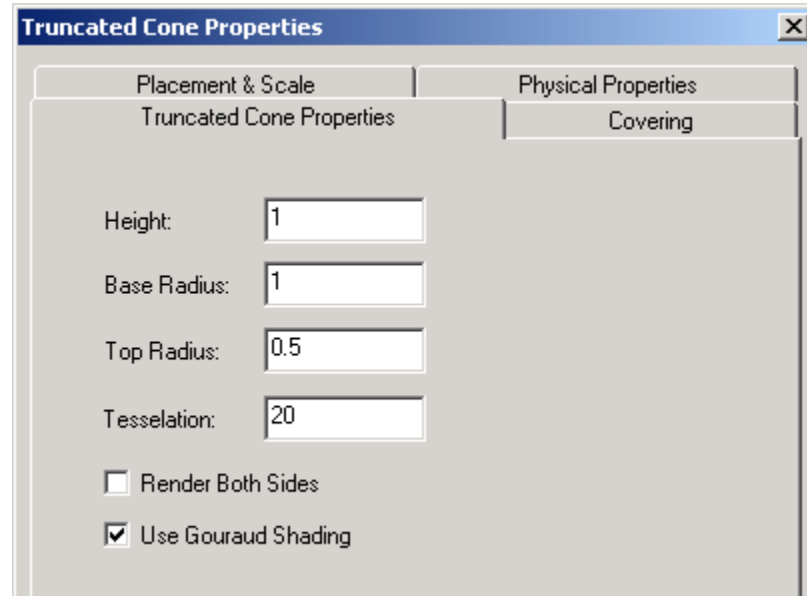 Truncated Cone Properties
Placement & Scale
Physical Properties
Truncated Cone Properties
Covering
Height: 1
Base Radius: 1
Top Radius: 0.5
Tesselation: 20
Render Both Sides
Use Gouraud Shading